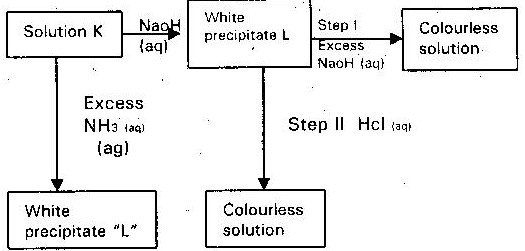 Solution K
NaoH
(aq)
White
precipitate L
Step I
Excess
NaOH (aq)
Colourless
solution
Excess
NH3 (aq)
(ag)
Step II Hcl (aq)
White
precipitate "L"
Colourless
solution